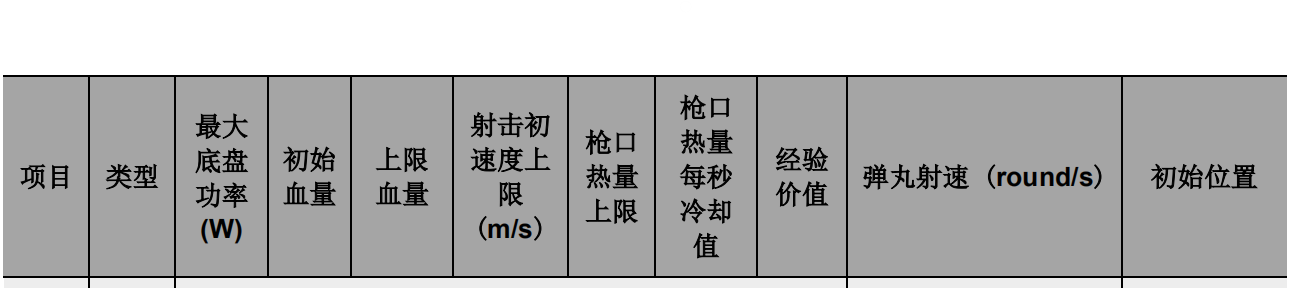 项目
类型
最大
底盘
功率
(W)
初始
血量
上限
血量
射击初
速度上
限
（m/s）
枪口
热量
上限
枪口
热量
每秒
冷却
值
经验
价值
弹丸射速（round/s）
初始位置